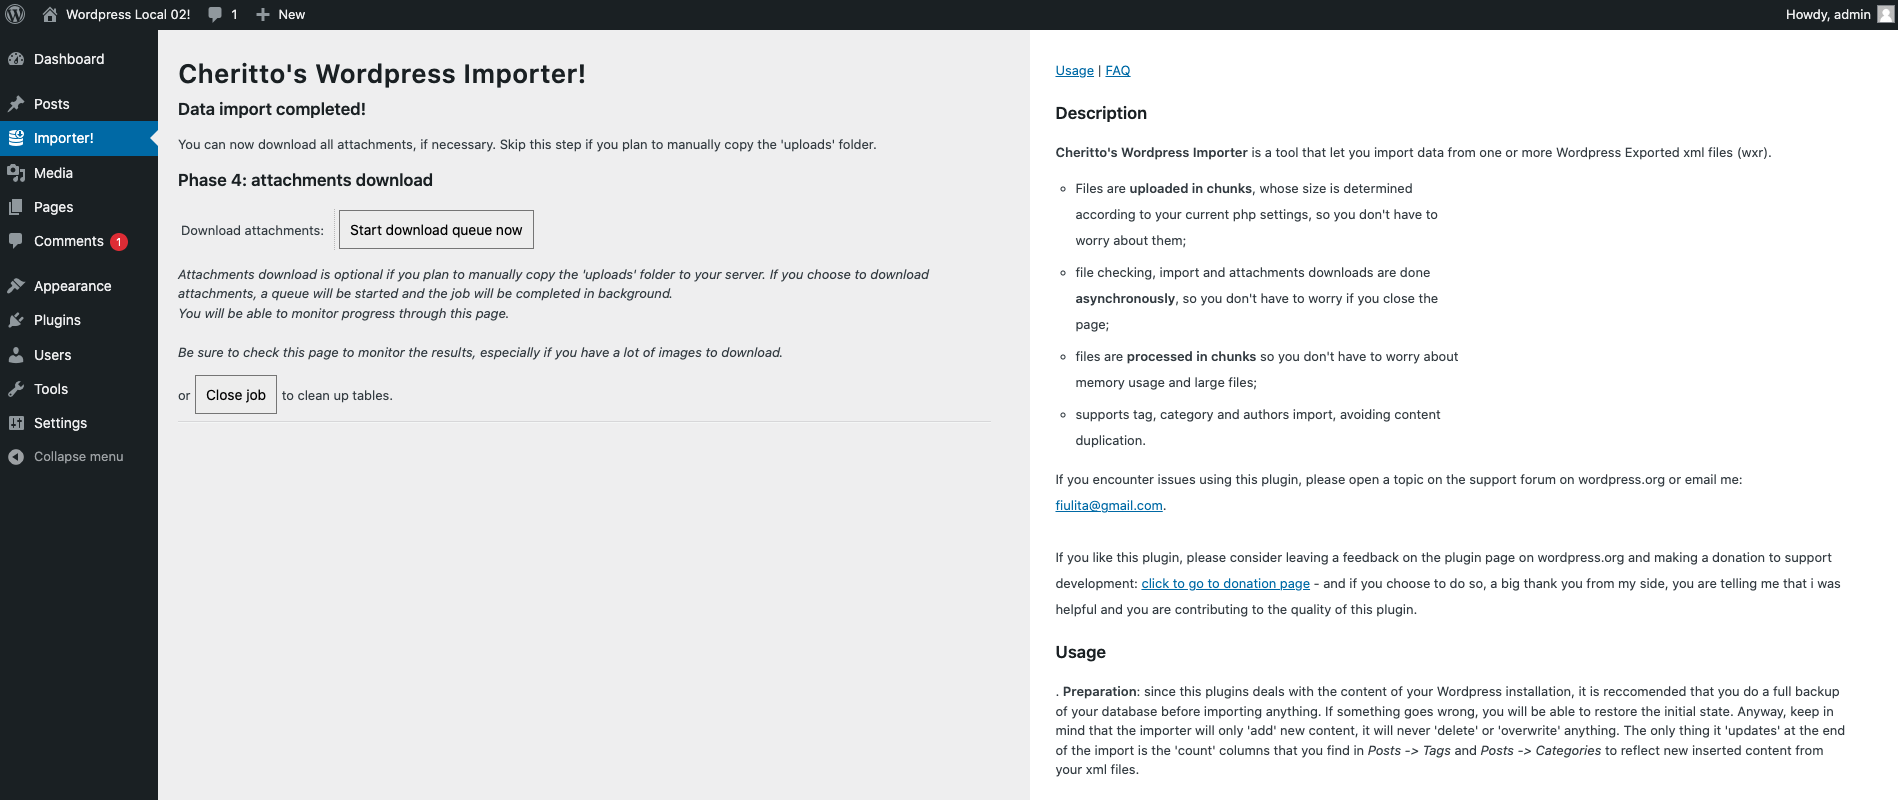 Wordpress Local 02!
1
New
Howdy, admin
Dashboard
Posts
Importer!
Media
Pages
Comments 1
Appearance
Plugins
Users
Tools
Settings
Collapse menu
Cheritto's Wordpress Importer!
Data import completed!
You can now download all attachments, if necessary. Skip this step if you plan to manually copy the 'uploads' folder.
Phase 4: attachments download
Download attachments: Start download queue now
Attachments download is optional if you plan to manually copy the 'uploads' folder to your server. If you choose to download
attachments, a queue will be started and the job will be completed in background.
You will be able to monitor progress through this page.
Be sure to check this page to monitor the results, especially if you have a lot of images to download.
or Close job to clean up tables.
Usage | FAQ
Description
Cheritto's Wordpress Importer is a tool that let you import data from one or more Wordpress Exported xml files (wxr).
Files are uploaded in chunks, whose size is determined
according to your current php settings, so you don't have to
worry about them;
file checking, import and attachments downloads are done
asynchronously, so you don't have to worry if you close the
page;
files are processed in chunks so you don't have to worry about
memory usage and large files;
supports tag, category and authors import, avoiding content
duplication.
If you encounter issues using this plugin, please open a topic on the support forum on wordpress.org or email me:
fiulita@gmail.com.
If you like this plugin, please consider leaving a feedback on the plugin page on wordpress.org and making a donation to support
development: click to go to donation page - and if you choose to do so, a big thank you from my side, you are telling me that i was
helpful and you are contributing to the quality of this plugin.
Usage
. Preparation: since this plugins deals with the content of your Wordpress installation, it is reccomended that you do a full backup
of your database before importing anything. If something goes wrong, you will be able to restore the initial state. Anyway, keep in
mind that the importer will only 'add' new content, it will never 'delete' or 'overwrite' anything. The only thing it 'updates' at the end
of the import is the 'count' columns that you find in Posts -> Tags and Posts -> Categories to reflect new inserted content from
your xml files.